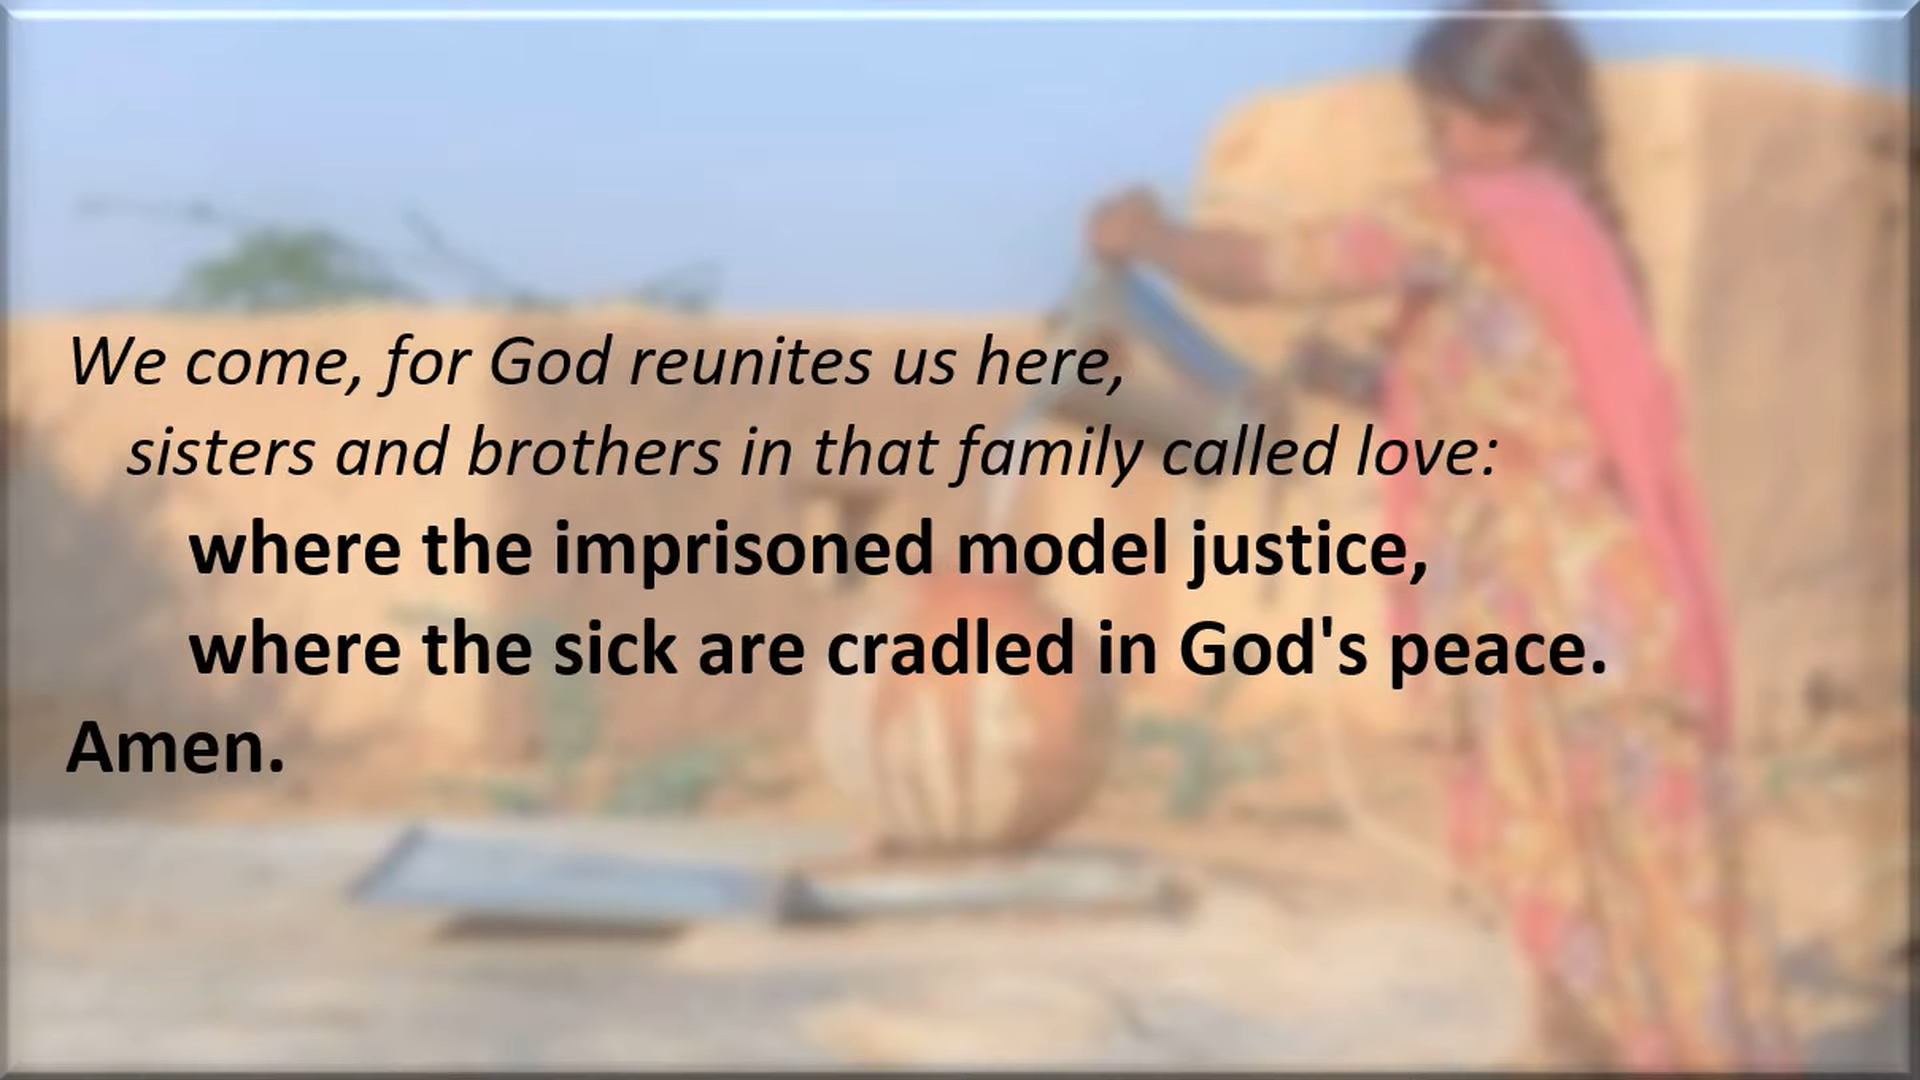 We come, for God reunites us here,
sisters and brothers in that family called love:
where the imprisoned model justice,
where the sick are cradled in God's peace.
Amen.